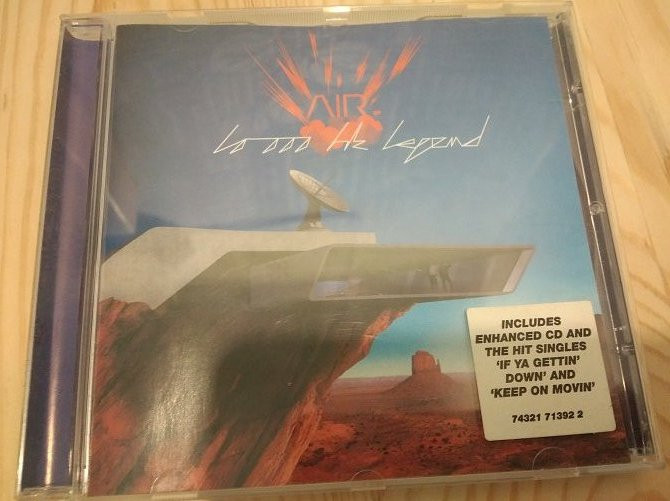 AIR
10 000 Hz Legend
INCLUDES
ENHANCED CD AND
THE HIT SINGLES
'IF YA GETTIN'
DOWN' AND
'KEEP ON MOVIN'
74321 71392 2